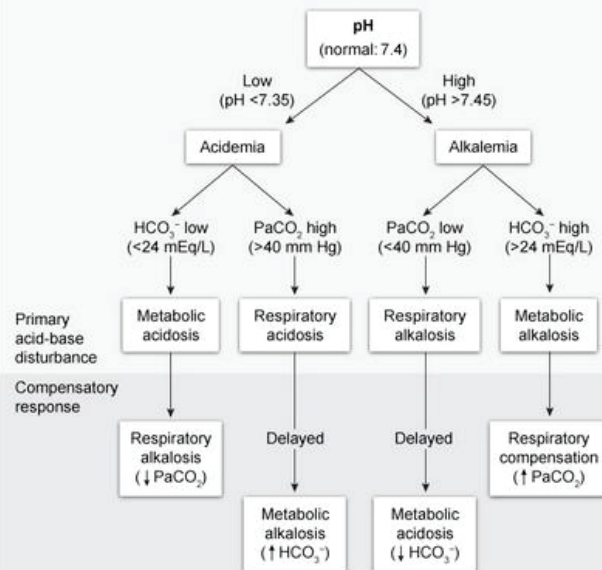 pH
(normal: 7.4)
Low
(pH <7.35)
High
(pH >7.45)
Acidemia
Alkalemia
HCO₃⁻ low
(<24 mEq/L)
PaCO₂ high
(>40 mm Hg)
PaCO₂ low
(<40 mm Hg)
HCO₃⁻ high
(>24 mEq/L)
Primary
acid-base
disturbance
Metabolic
acidosis
Respiratory
acidosis
Respiratory
alkalosis
Metabolic
alkalosis
Compensatory
response
Respiratory
alkalosis
(↓PaCO₂)
Delayed
Delayed
Respiratory
compensation
(↑PaCO₂)
Metabolic
alkalosis
(↑HCO₃⁻)
Metabolic
acidosis
(↓HCO₃⁻)